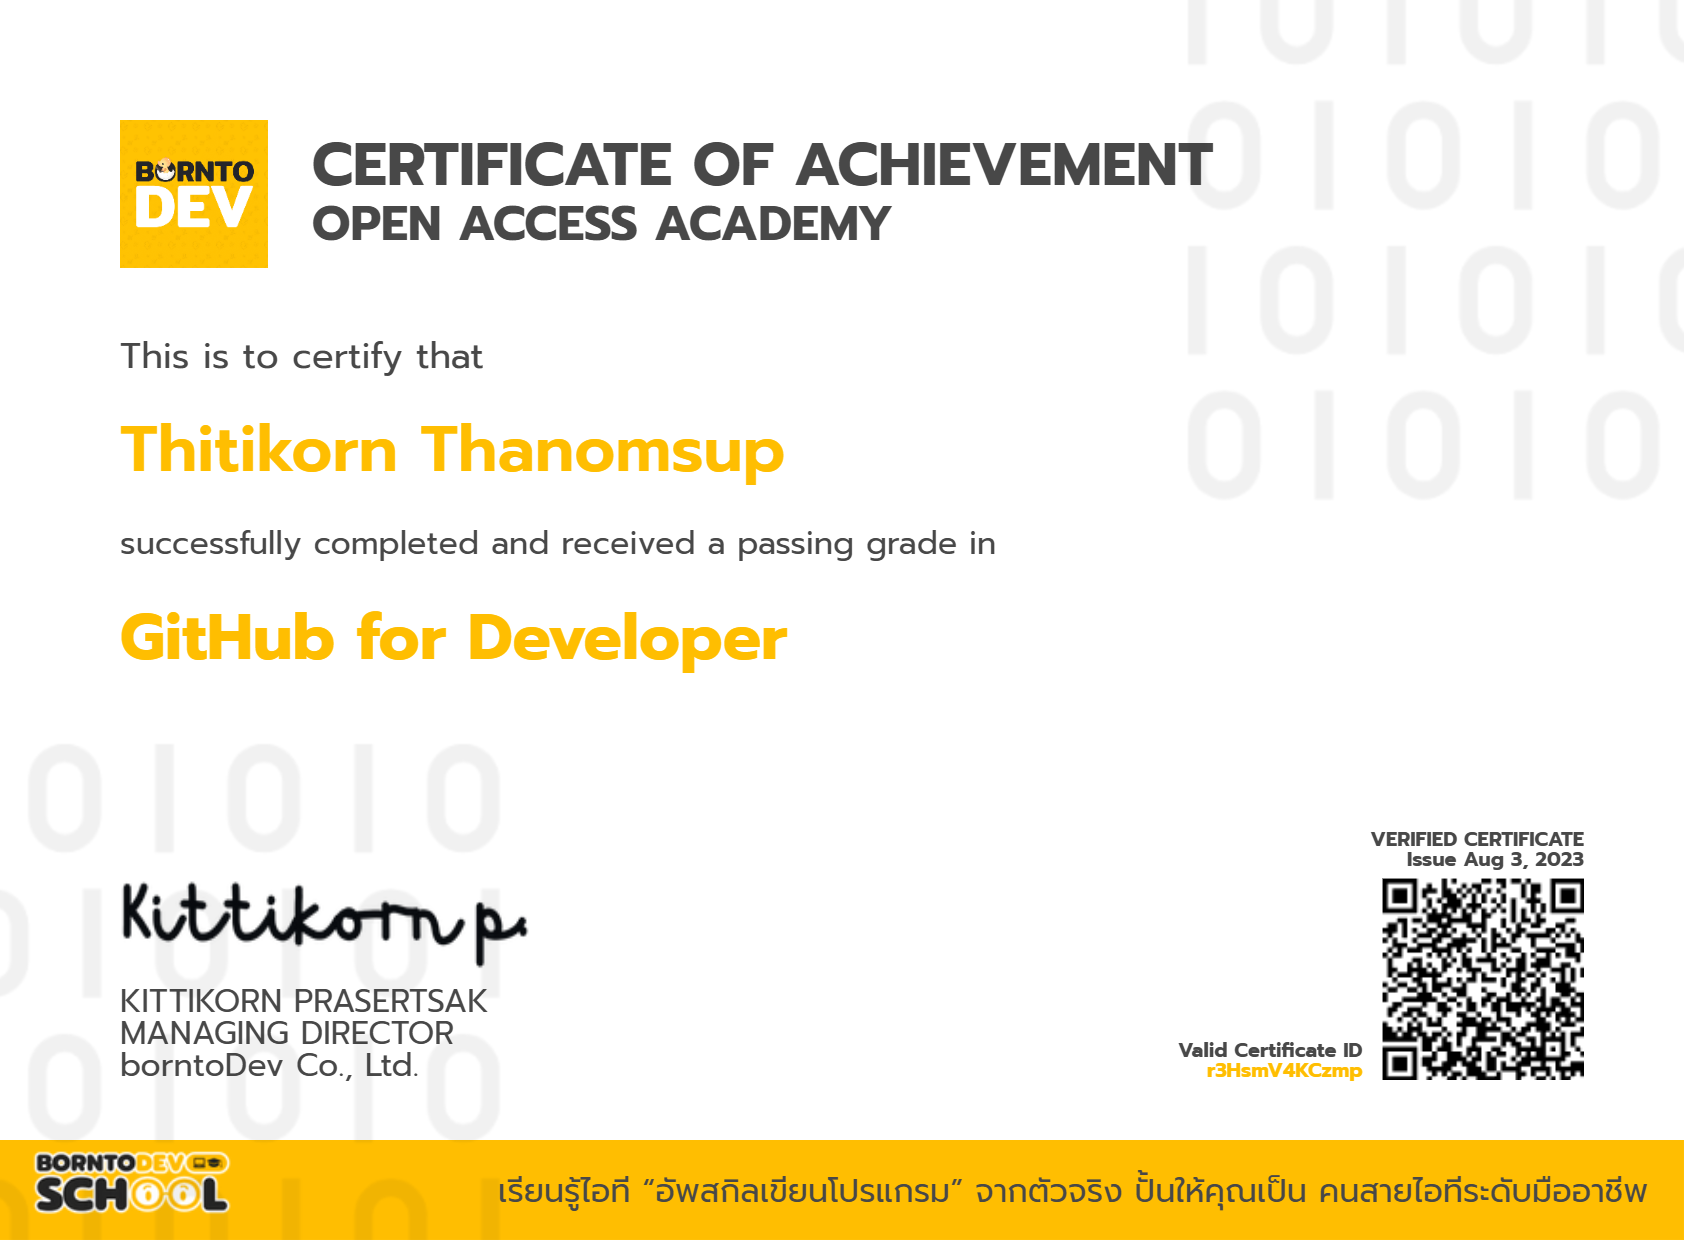 BORNTO
DEV
CERTIFICATE OF ACHIEVEMENT
OPEN ACCESS ACADEMY
This is to certify that
Thitikorn Thanomsup
successfully completed and received a passing grade in
GitHub for Developer
Kittikorn p.
KITTIKORN PRASERTSAK
MANAGING DIRECTOR
borntoDev Co., Ltd.
VERIFIED CERTIFICATE
Issue Aug 3, 2023
Valid Certificate ID
r3HsmV4KCzmp
BORNTODEV
SCHOOL
เรียนรู้ไอที “อัพสกิลเขียนโปรแกรม” จากตัวจริง ปั้นให้คุณเป็น คนสายไอทีระดับมืออาชีพ